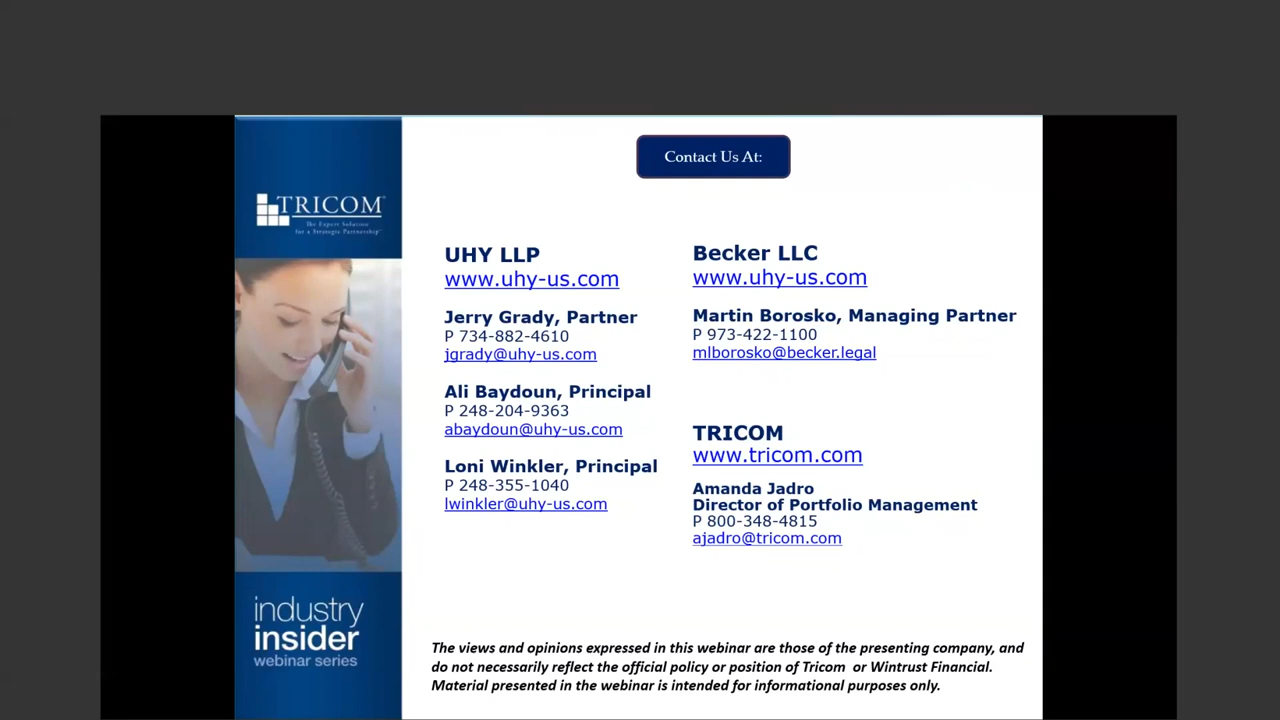 TRICOM
The Expert Solution
for a Strategic Partnership
industry
insider
webinar series
Contact Us At:
UHY LLP
www.uhy-us.com
Jerry Grady, Partner
P 734-882-4610
jgrady@uhy-us.com
Ali Baydoun, Principal
P 248-204-9363
abaydoun@uhy-us.com
Loni Winkler, Principal
P 248-355-1040
lwinkler@uhy-us.com
Becker LLC
www.uhy-us.com
Martin Borosko, Managing Partner
P 973-422-1100
mlborosko@becker.legal
TRICOM
www.tricom.com
Amanda Jadro
Director of Portfolio Management
P 800-348-4815
ajadro@tricom.com
The views and opinions expressed in this webinar are those of the presenting company, and
do not necessarily reflect the official policy or position of Tricom or Wintrust Financial.
Material presented in the webinar is intended for informational purposes only.